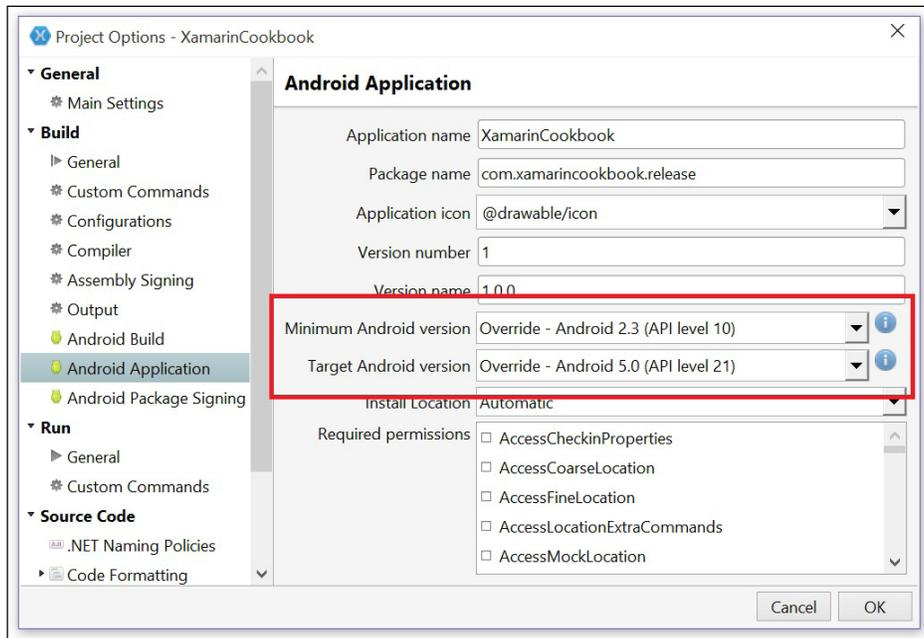 Project Options - XamarinCookbook
General
Main Settings
Build
General
Custom Commands
Configurations
Compiler
Assembly Signing
Output
Android Build
Android Application
Android Package Signing
Run
General
Custom Commands
Source Code
.NET Naming Policies
Code Formatting
Android Application
Application name XamarinCookbook
Package name com.xamarincookbook.release
Application icon @drawable/icon
Version number 1
Version name 1.0.0
Minimum Android version Override - Android 2.3 (API level 10)
Target Android version Override - Android 5.0 (API level 21)
Install Location Automatic
Required permissions AccessCheckinProperties
AccessCoarseLocation
AccessFineLocation
AccessLocationExtraCommands
AccessMockLocation
Cancel OK